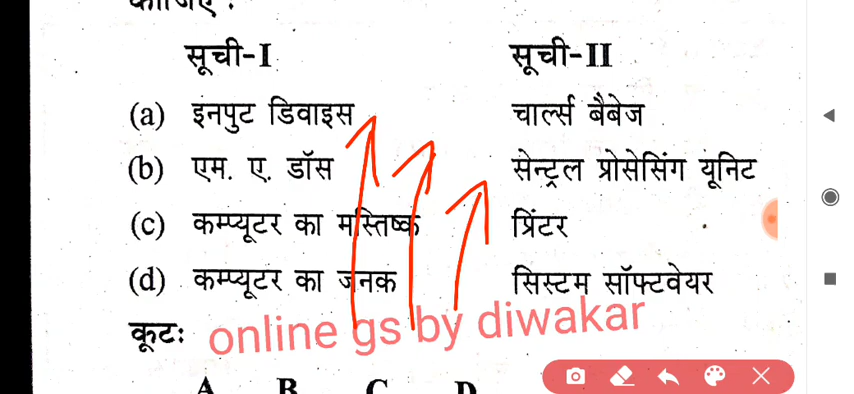 कीजिए :
सूची-I सूची-II
(a) इनपुट डिवाइस चार्ल्स बैबेज
(b) एम. ए. डॉस सेन्ट्रल प्रोसेसिंग यूनिट
(c) कम्प्यूटर का मस्तिष्क प्रिंटर
(d) कम्प्यूटर का जनक सिस्टम सॉफ्टवेयर
कूटः online gs by diwakar
A B C D